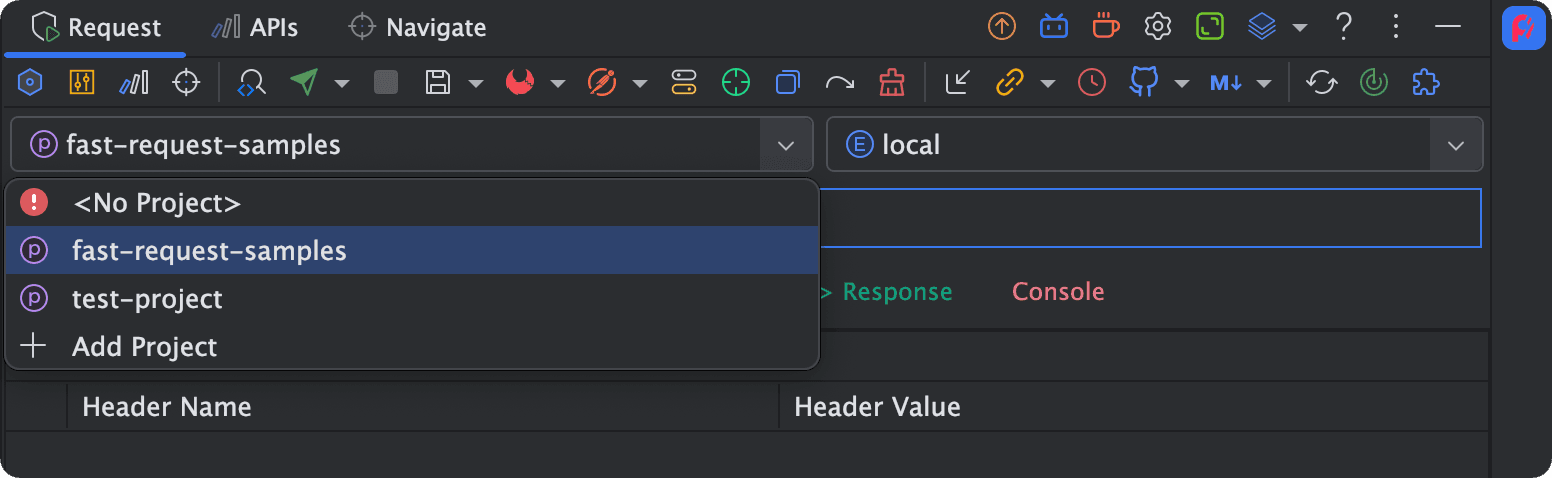 Request APIs Navigate
M↓
P fast-request-samples E local
<No Project>
P fast-request-samples
P test-project
Add Project
> Response Console
Header Name Header Value